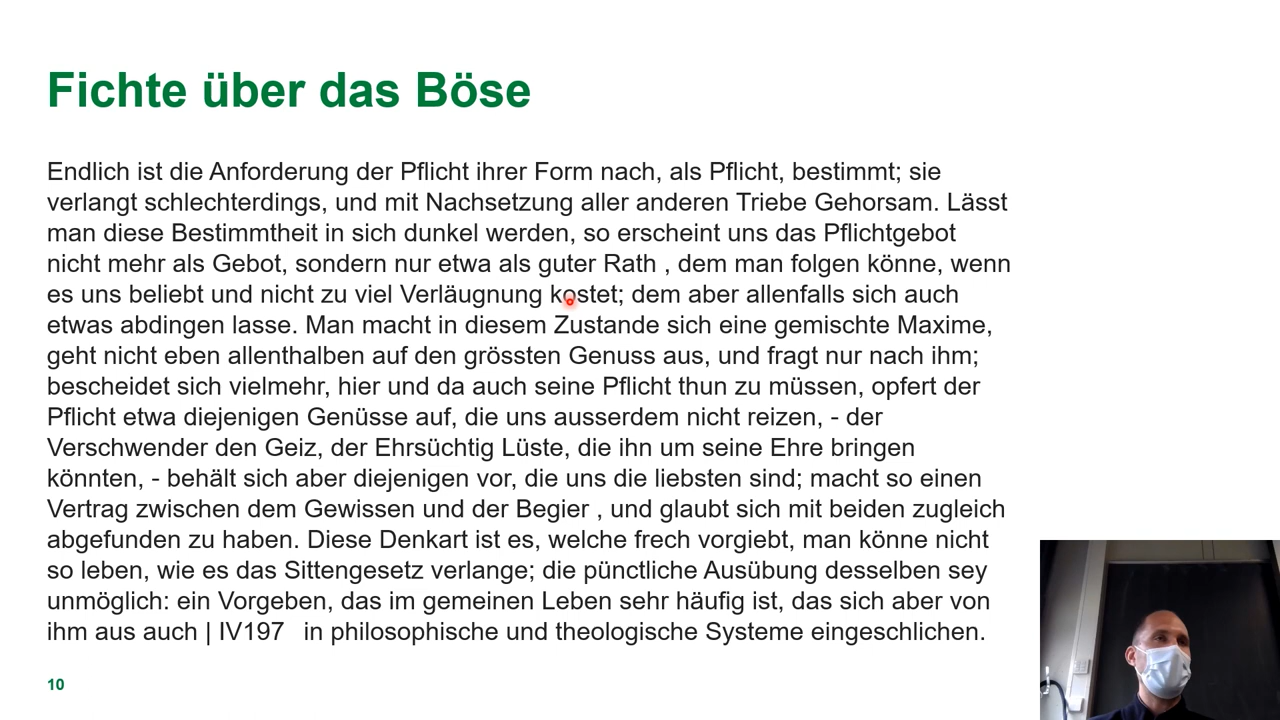 Fichte über das Böse
Endlich ist die Anforderung der Pflicht ihrer Form nach, als Pflicht, bestimmt; sie
verlangt schlechterdings, und mit Nachsetzung aller anderen Triebe Gehorsam. Lässt
man diese Bestimmtheit in sich dunkel werden, so erscheint uns das Pflichtgebot
nicht mehr als Gebot, sondern nur etwa als guter Rath , dem man folgen könne, wenn
es uns beliebt und nicht zu viel Verläugnung kostet; dem aber allenfalls sich auch
etwas abdingen lasse. Man macht in diesem Zustande sich eine gemischte Maxime,
geht nicht eben allenthalben auf den grössten Genuss aus, und fragt nur nach ihm;
bescheidet sich vielmehr, hier und da auch seine Pflicht thun zu müssen, opfert der
Pflicht etwa diejenigen Genüsse auf, die uns ausserdem nicht reizen, - der
Verschwender den Geiz, der Ehrsüchtig Lüste, die ihn um seine Ehre bringen
könnten, - behält sich aber diejenigen vor, die uns die liebsten sind; macht so einen
Vertrag zwischen dem Gewissen und der Begier , und glaubt sich mit beiden zugleich
abgefunden zu haben. Diese Denkart ist es, welche frech vorgiebt, man könne nicht
so leben, wie es das Sittengesetz verlange; die pünctliche Ausübung desselben sey
unmöglich: ein Vorgeben, das im gemeinen Leben sehr häufig ist, das sich aber von
ihm aus auch | IV197 in philosophische und theologische Systeme eingeschlichen.
10